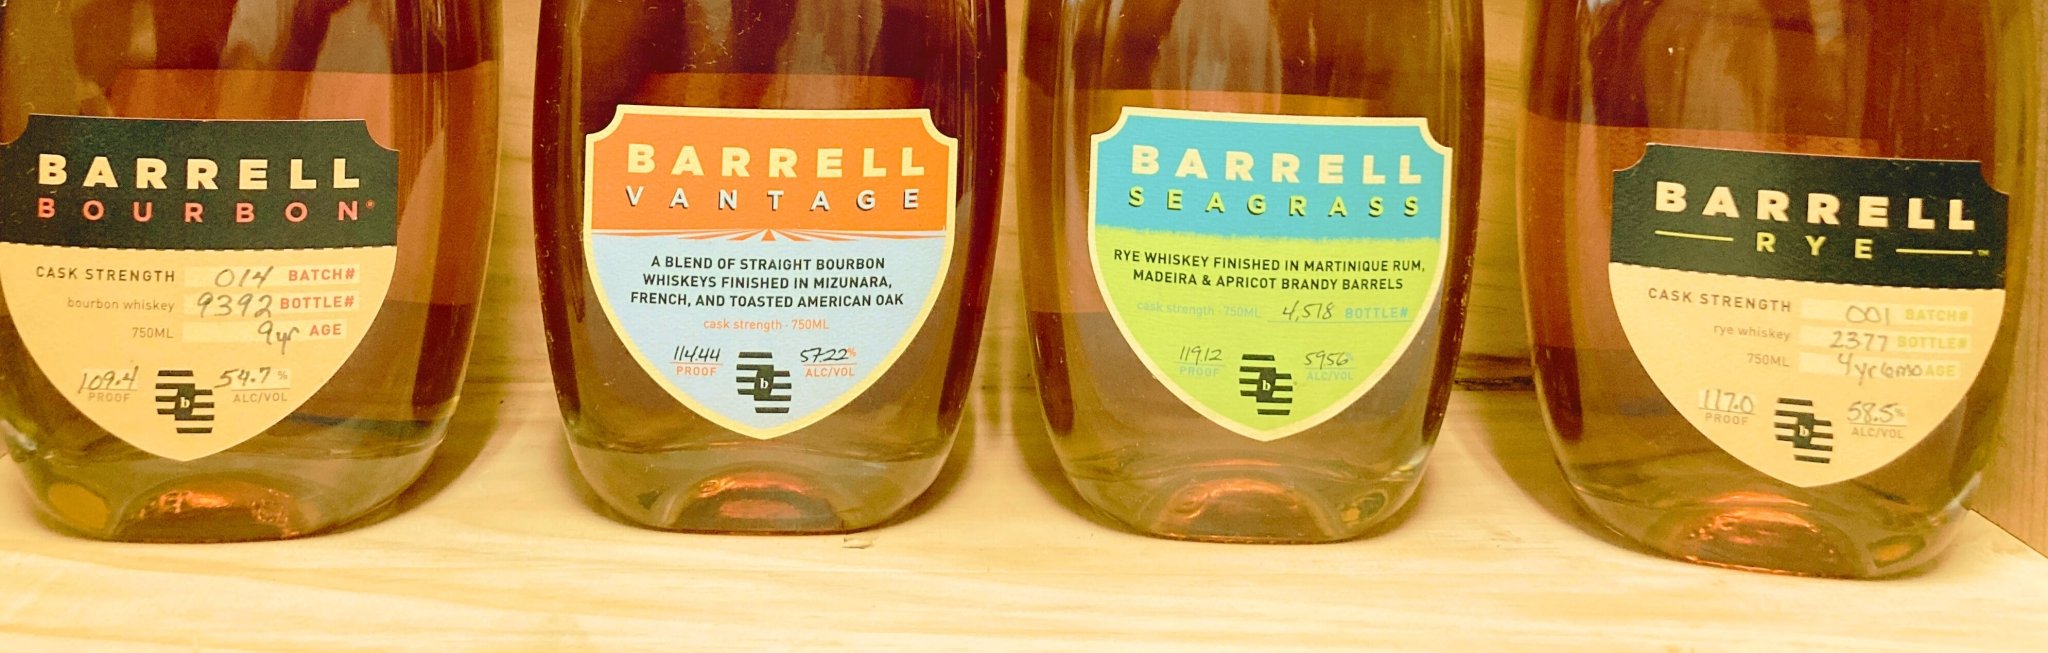 BARRELL
BOURBON®
CASK STRENGTH 014 BATCH#
bourbon whiskey 9392 BOTTLE#
750ML 9yr AGE
109.4 54.7 %
PROOF b ALC/VOL
BARRELL
VANTAGE
A BLEND OF STRAIGHT BOURBON
WHISKEYS FINISHED IN MIZUNARA,
FRENCH, AND TOASTED AMERICAN OAK
cask strength · 750ML
114.44 57.22%
PROOF b ALC/VOL
BARRELL
SEAGRASS
RYE WHISKEY FINISHED IN MARTINIQUE RUM,
MADEIRA & APRICOT BRANDY BARRELS
cask strength · 750ML 4,518 BOTTLE#
119.12 59.56%
PROOF b ALC/VOL
BARRELL
RYE™
CASK STRENGTH 001 BATCH#
rye whiskey 2377 BOTTLE#
750ML 4yr6mo AGE
117.0 58.5%
PROOF b ALC/VOL